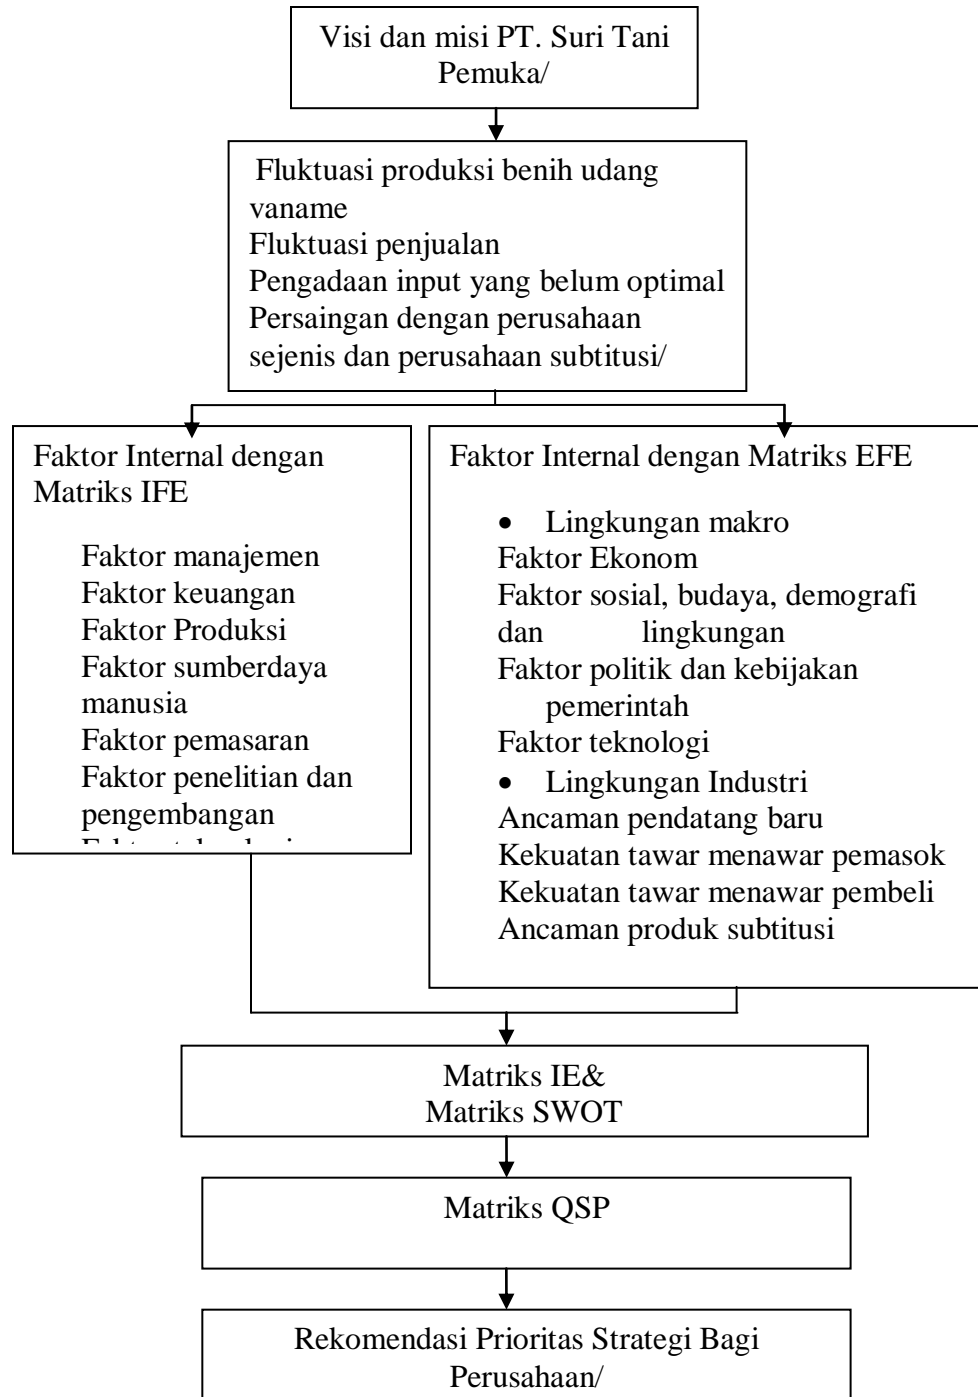 Visi dan misi PT. Suri Tani
Pemuka/
Fluktuasi produksi benih udang
vaname
Fluktuasi penjualan
Pengadaan input yang belum optimal
Persaingan dengan perusahaan
sejenis dan perusahaan subtitusi/
Faktor Internal dengan
Matriks IFE
Faktor manajemen
Faktor keuangan
Faktor Produksi
Faktor sumberdaya
manusia
Faktor pemasaran
Faktor penelitian dan
pengembangan
Faktor Internal dengan Matriks EFE
• Lingkungan makro
Faktor Ekonom
Faktor sosial, budaya, demografi
dan lingkungan
Faktor politik dan kebijakan
pemerintah
Faktor teknologi
• Lingkungan Industri
Ancaman pendatang baru
Kekuatan tawar menawar pemasok
Kekuatan tawar menawar pembeli
Ancaman produk subtitusi
Matriks IE&
Matriks SWOT
Matriks QSP
Rekomendasi Prioritas Strategi Bagi
Perusahaan/